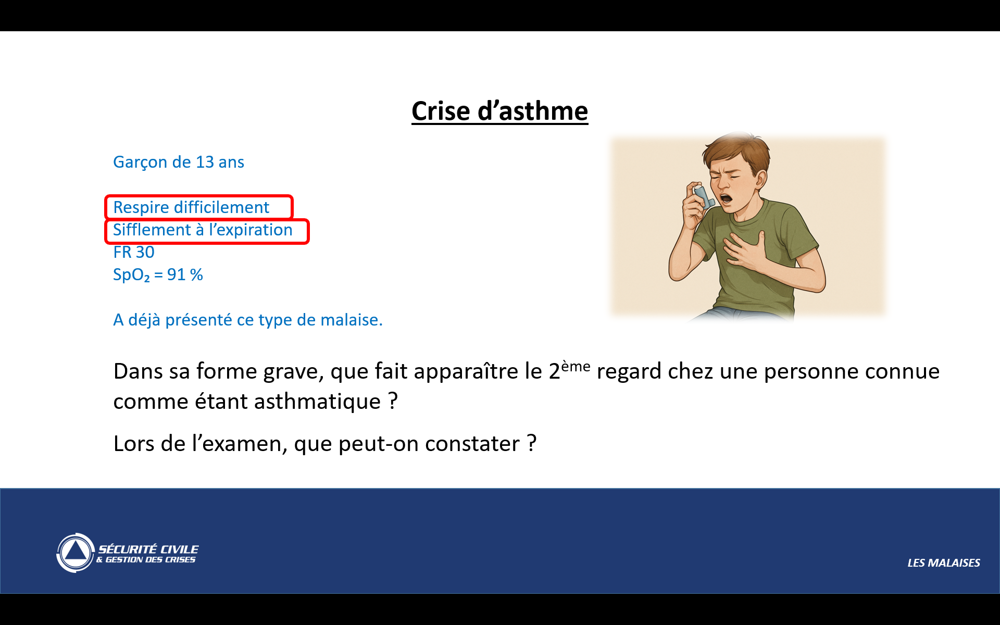 Crise d’asthme
Garçon de 13 ans
Respire difficilement
Sifflement à l’expiration
FR 30
SpO₂ = 91 %
A déjà présenté ce type de malaise.
Dans sa forme grave, que fait apparaître le 2ème regard chez une personne connue
comme étant asthmatique ?
Lors de l’examen, que peut-on constater ?
SÉCURITÉ CIVILE
& GESTION DES CRISES
LES MALAISES